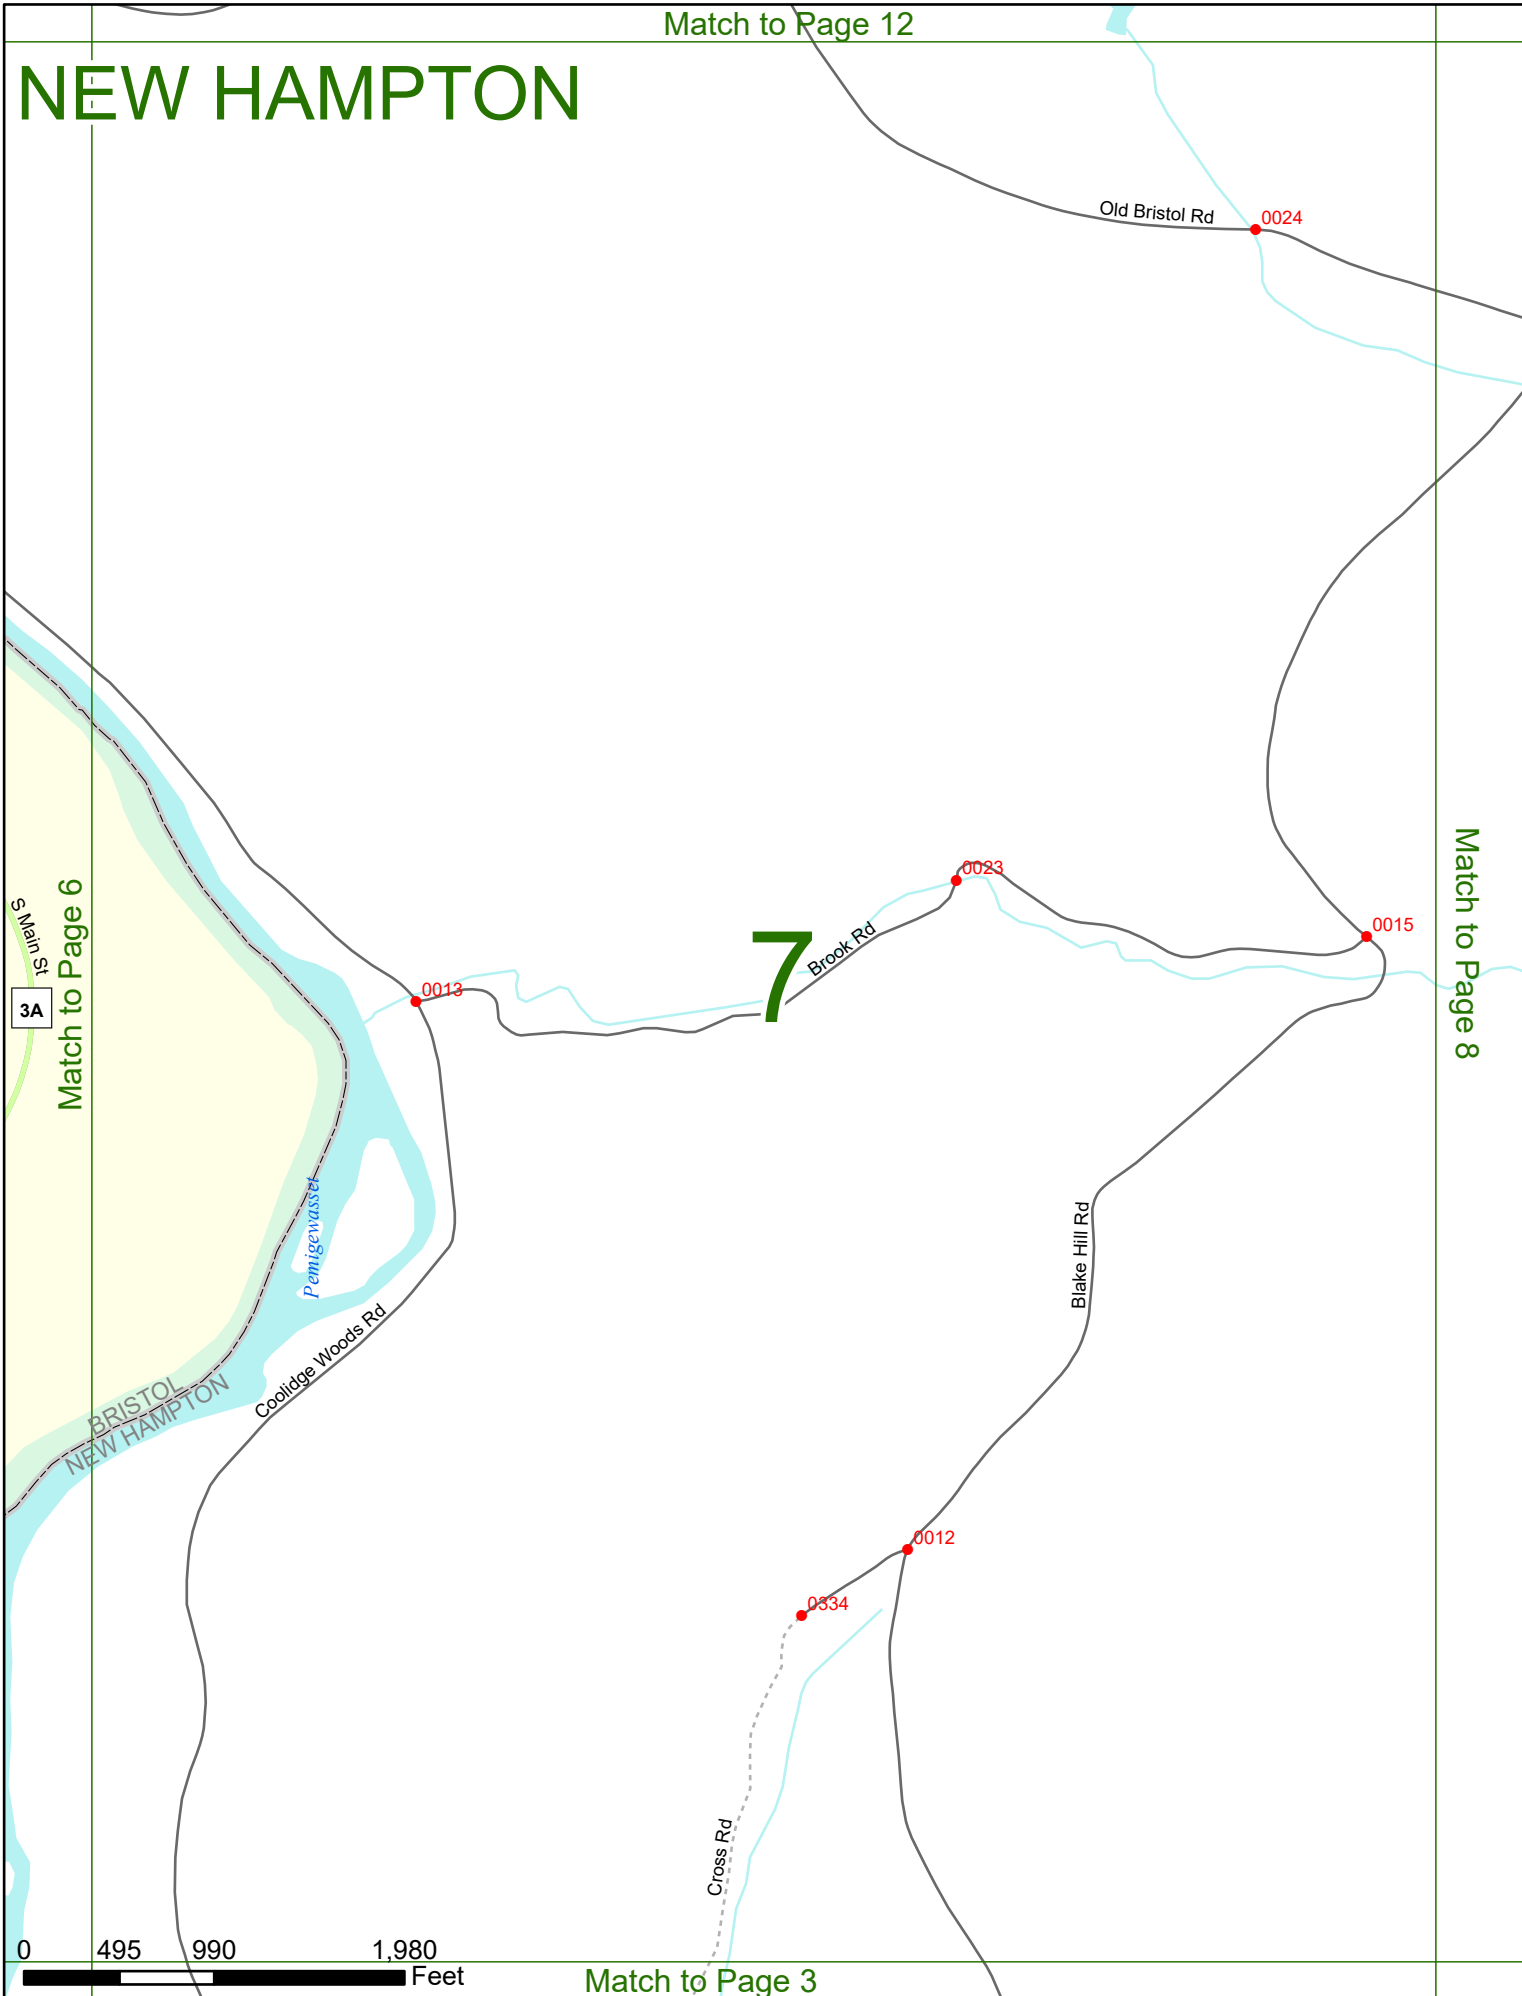 Match to Page 12
NEW HAMPTON
Old Bristol Rd
0024
S Main St
3A
Match to Page 6
0023
7
Brook Rd
0015
Match to Page 8
0013
Pemigewasset
Blake Hill Rd
Coolidge Woods Rd
BRISTOL
NEW HAMPTON
0012
0334
Cross Rd
0 495 990 1,980
Feet
Match to Page 3